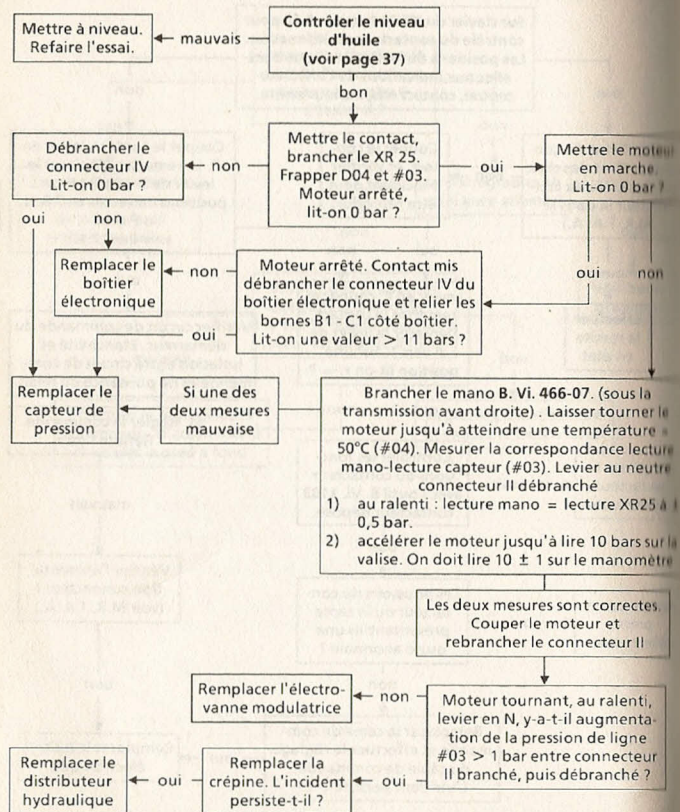 Contrôler le niveau
d'huile
(voir page 37)
mauvais
Mettre à niveau.
Refaire l'essai.
bon
Mettre le contact,
brancher le XR 25.
Frapper D04 et #03.
Moteur arrêté,
lit-on 0 bar ?
non
Débrancher le
connecteur IV
Lit-on 0 bar ?
oui
Mettre le
en marche.
Lit-on 0 bar ?
oui
non
oui
non
Remplacer le
boîtier
électronique
non
Moteur arrêté. Contact mis
débrancher le connecteur IV du
boîtier électronique et relier les
bornes B1 - C1 côté boîtier.
Lit-on une valeur > 11 bars ?
oui
Remplacer le
capteur de
pression
Si une des
deux mesures
mauvaise
Brancher le mano B. Vi. 466-07. (sous la
transmission avant droite) . Laisser tourner le
moteur jusqu'à atteindre une température
50°C (#04). Mesurer la correspondance lecture
mano-lecture capteur (#03). Levier au neutre
connecteur II débranché
1) au ralenti : lecture mano = lecture XR25 à
0,5 bar.
2) accélérer le moteur jusqu'à lire 10 bars sur la
valise. On doit lire 10 ± 1 sur le manomètre
Les deux mesures sont correctes.
Couper le moteur et
rebrancher le connecteur II
Moteur tournant, au ralenti,
levier en N, y-a-t-il augmenta-
tion de la pression de ligne
#03 > 1 bar entre connecteur
II branché, puis débranché ?
non
Remplacer l'électro-
vanne modulatrice
oui
Remplacer la
crépine. L'incident
persiste-t-il ?
oui
Remplacer le
distributeur
hydraulique